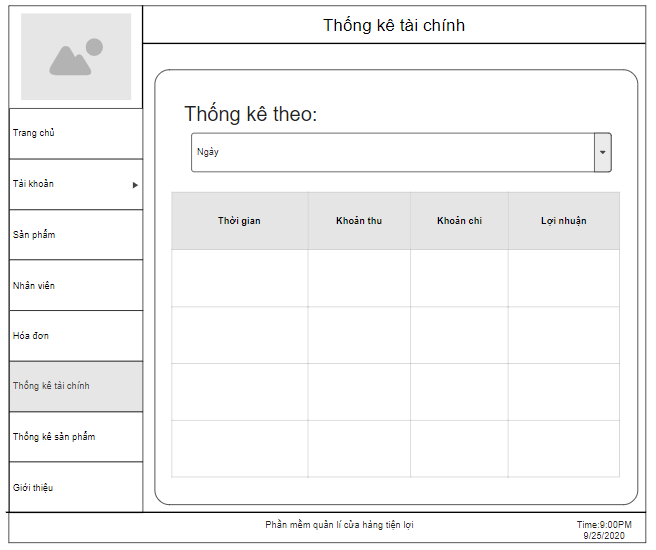 Thống kê tài chính
Trang chủ
Tài khoản
Sản phẩm
Nhân viên
Hóa đơn
Thống kê tài chính
Thống kê sản phẩm
Giới thiệu
Thống kê theo:
Ngày
Thời gian Khoản thu Khoản chi Lợi nhuận
Phần mềm quản lí cửa hàng tiện lợi
Time:9:00PM
9/25/2020